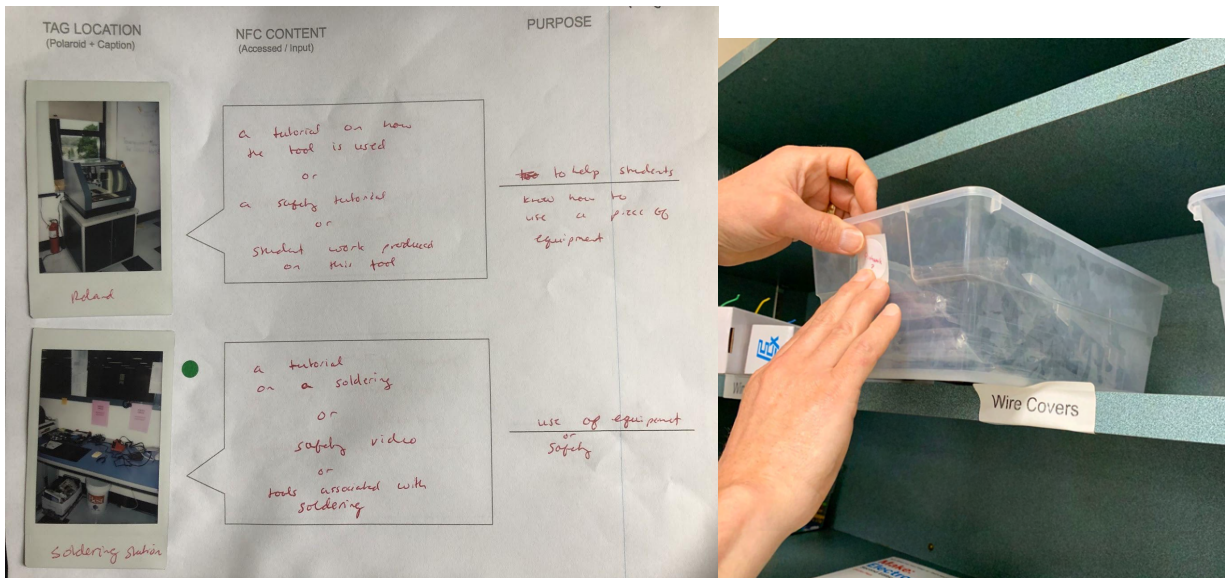 TAG LOCATION
(Polaroid + Caption)
NFC CONTENT
(Accessed / Input)
PURPOSE
a tutorial on how
the tool is used
or
a safety tutorial
or
student work produced
on this tool
to help students
know how to
use a piece of
equipment
Roland
a tutorial
on a soldering
or
safety video
or
tools associated with
soldering
use of equipment
or
safety
Soldering station
Wire Covers